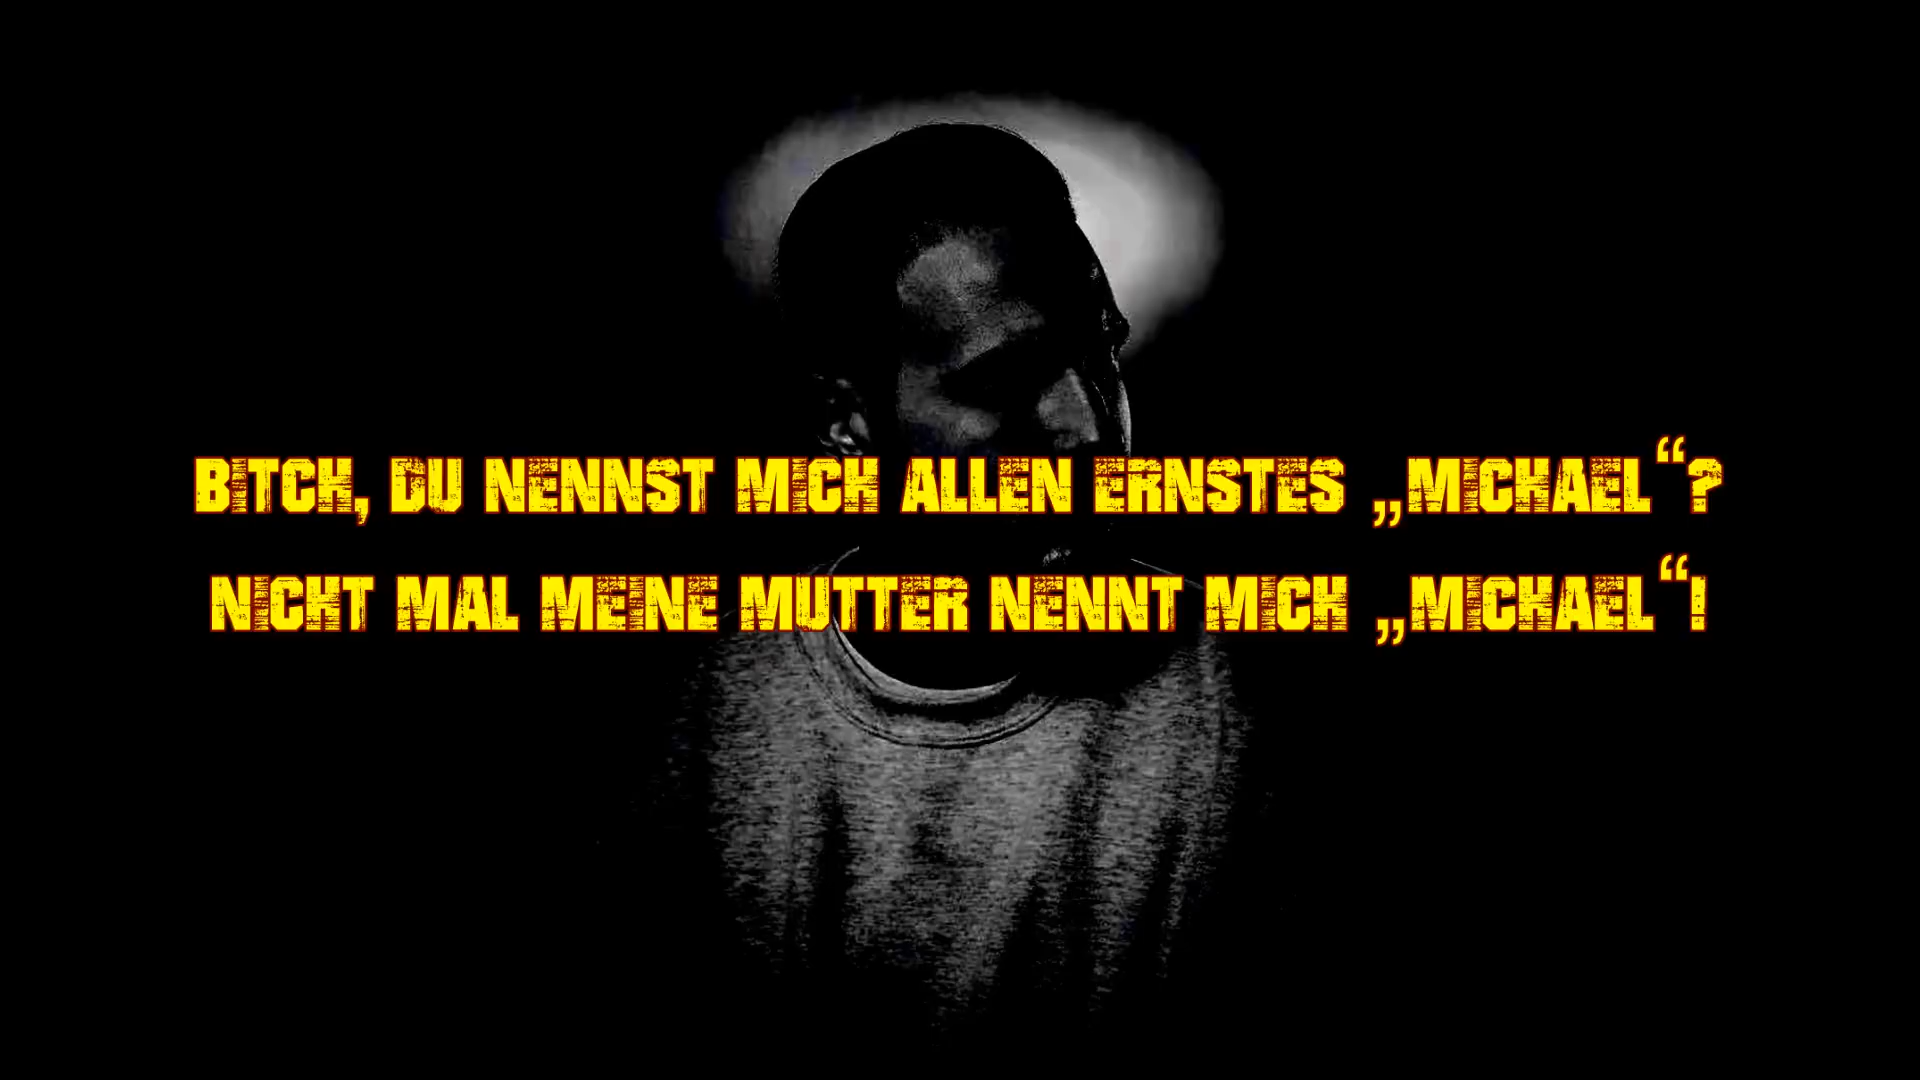 BITCH, DU NENNST MICH ALLEN ERNSTES „MICHAEL“?
NICHT MAL MEINE MUTTER NENNT MICH „MICHAEL“!